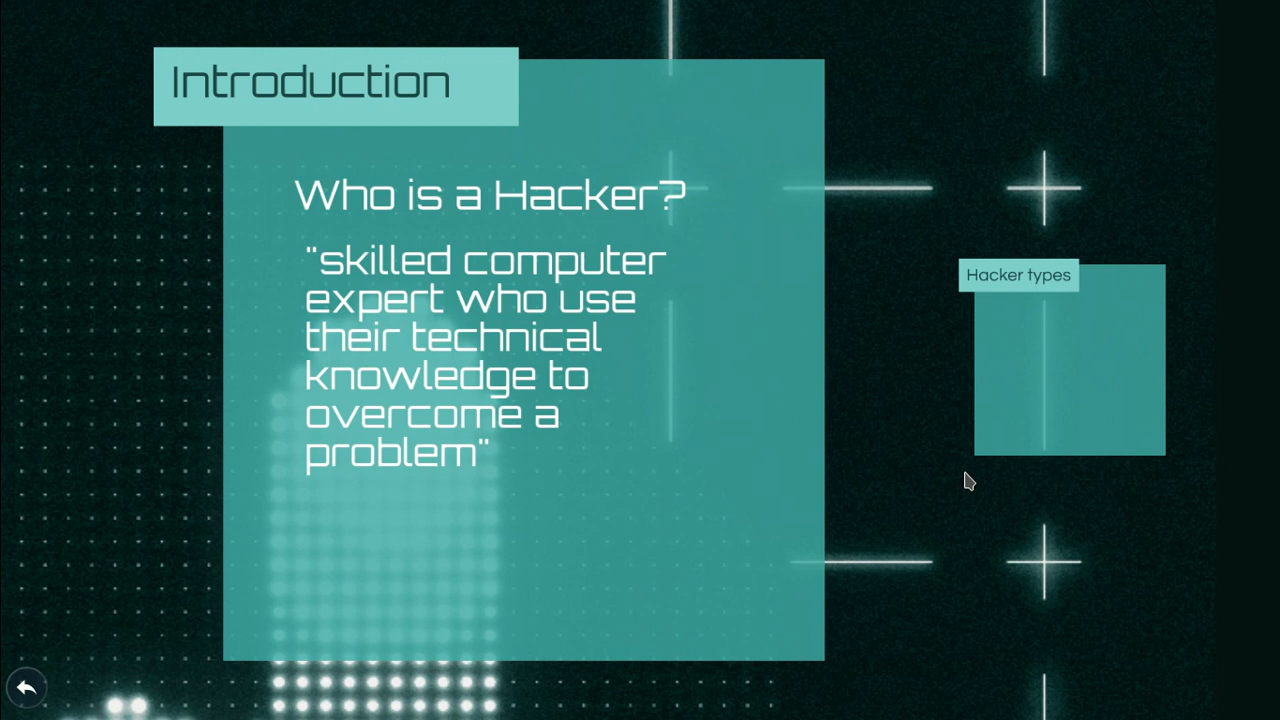 Introduction
Who is a Hacker?
"skilled computer
expert who use
their technical
knowledge to
overcome a
problem"
Hacker types